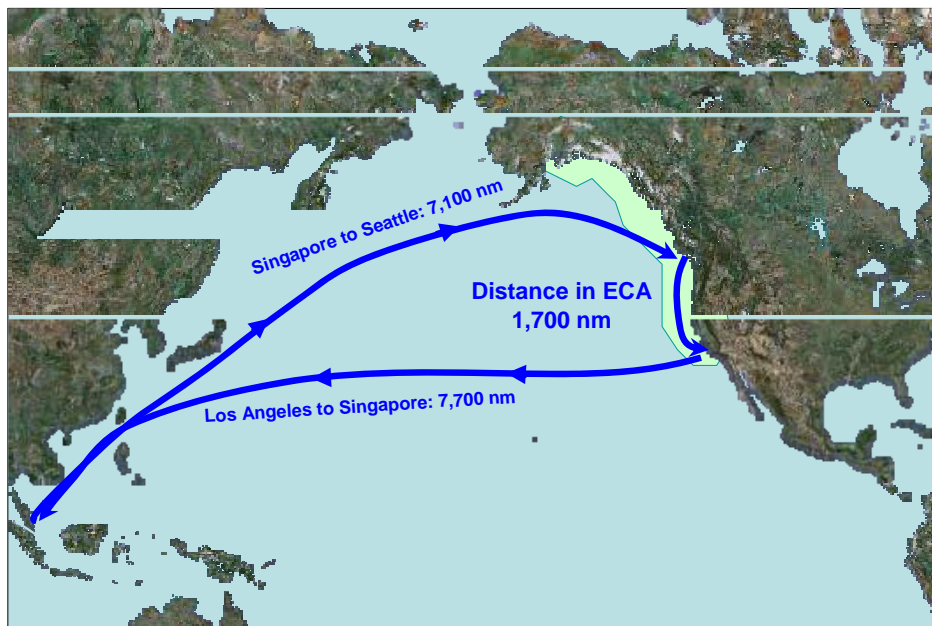 Singapore to Seattle: 7,100 nm
Distance in ECA
1,700 nm
Los Angeles to Singapore: 7,700 nm